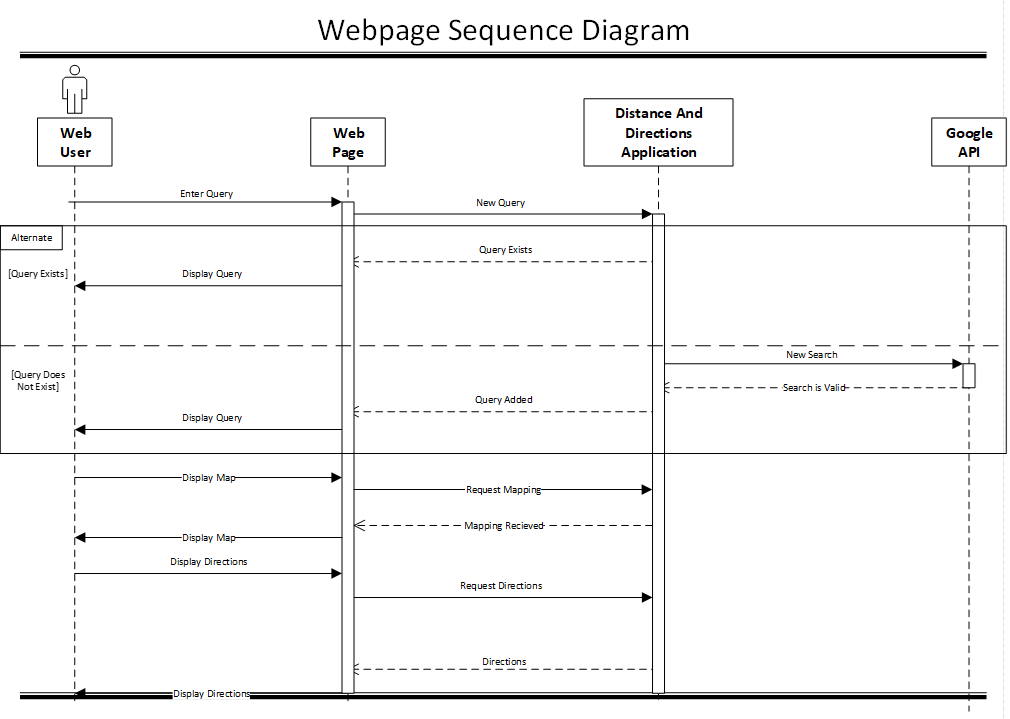 Webpage Sequence Diagram
Web
User
Web
Page
Distance And
Directions
Application
Google
API
Enter Query
New Query
Alternate
Query Exists
[Query Exists]
Display Query
New Search
[Query Does
Not Exist]
Search is Valid
Query Added
Display Query
Display Map
Request Mapping
Mapping Recieved
Display Map
Display Directions
Request Directions
Directions
Display Directions